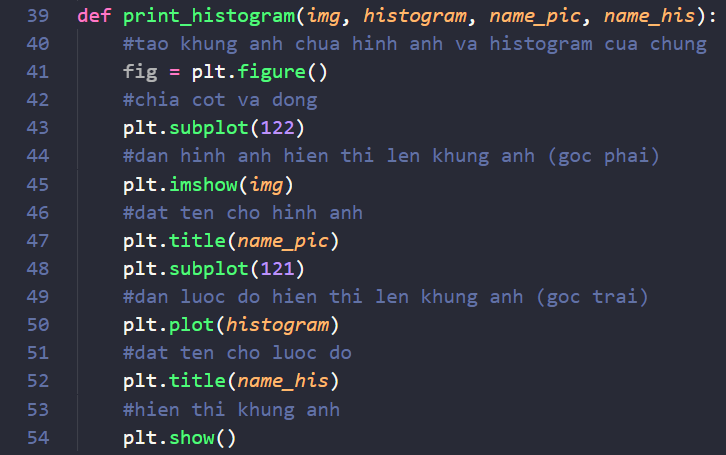 39 def print_histogram(img, histogram, name_pic, name_his):
40     #tao khung anh chua hinh anh va histogram cua chung
41     fig = plt.figure()
42     #chia cot va dong
43     plt.subplot(122)
44     #dan hinh anh hien thi len khung anh (goc phai)
45     plt.imshow(img)
46     #dat ten cho hinh anh
47     plt.title(name_pic)
48     plt.subplot(121)
49     #dan luoc do hien thi len khung anh (goc trai)
50     plt.plot(histogram)
51     #dat ten cho luoc do
52     plt.title(name_his)
53     #hien thi khung anh
54     plt.show()